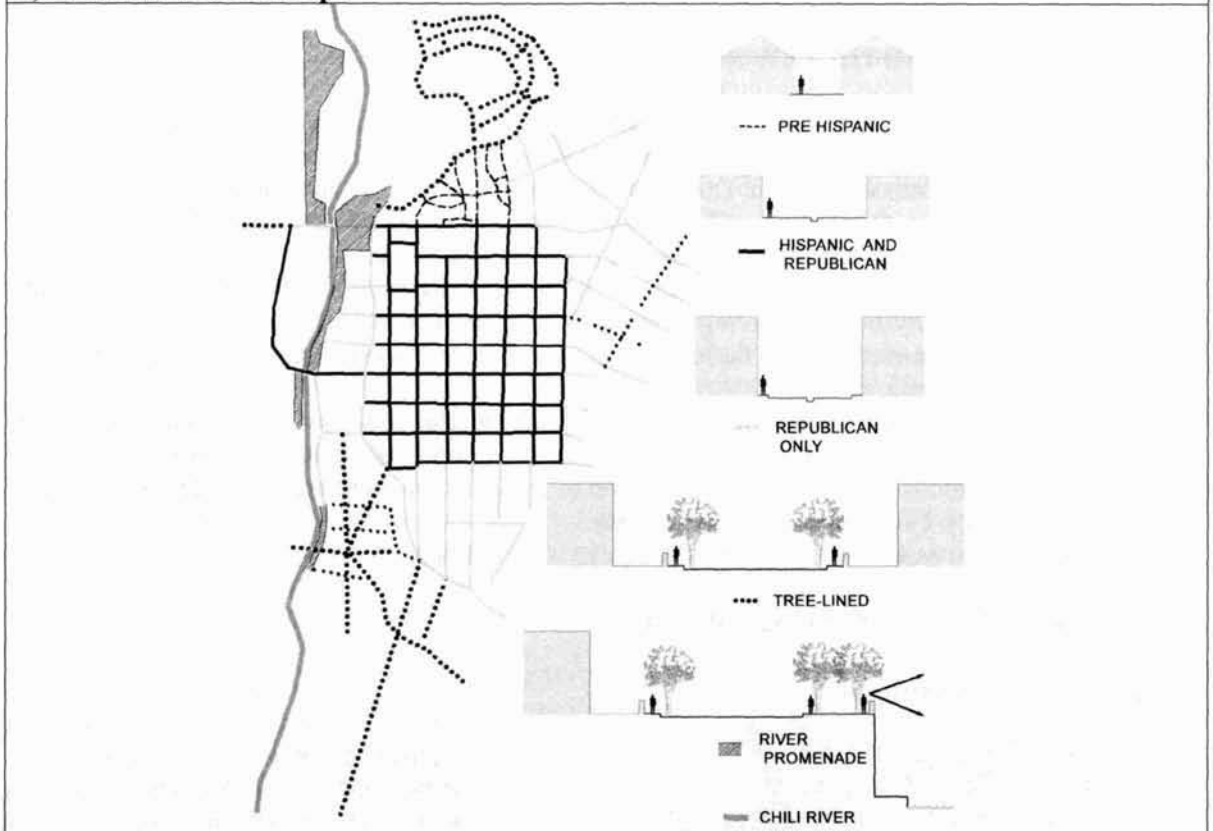 PRE HISPANIC
HISPANIC AND
REPUBLICAN
REPUBLICAN
ONLY
TREE-LINED
RIVER
PROMENADE
CHILI RIVER